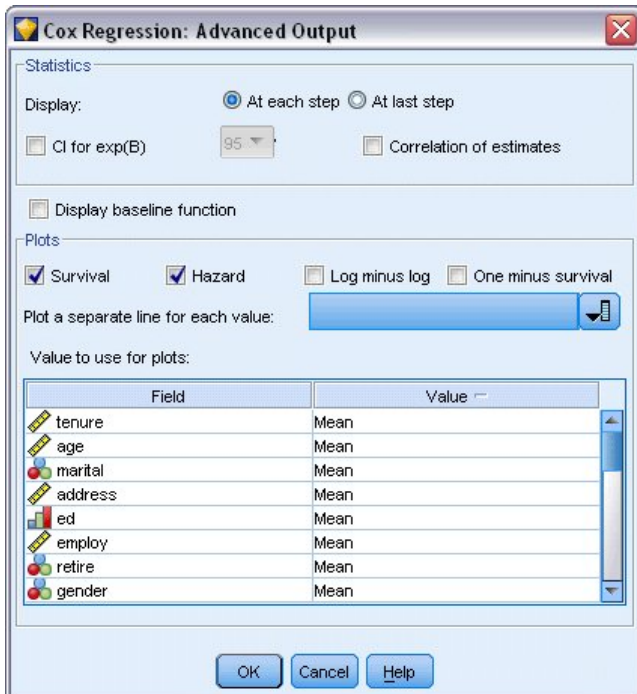 Cox Regression: Advanced Output
Statistics
Display: At each step At last step
CI for exp(B) 95 Correlation of estimates
Display baseline function
Plots
Survival Hazard Log minus log One minus survival
Plot a separate line for each value:
Value to use for plots:
Field Value
tenure Mean
age Mean
marital Mean
address Mean
ed Mean
employ Mean
retire Mean
gender Mean
OK Cancel Help